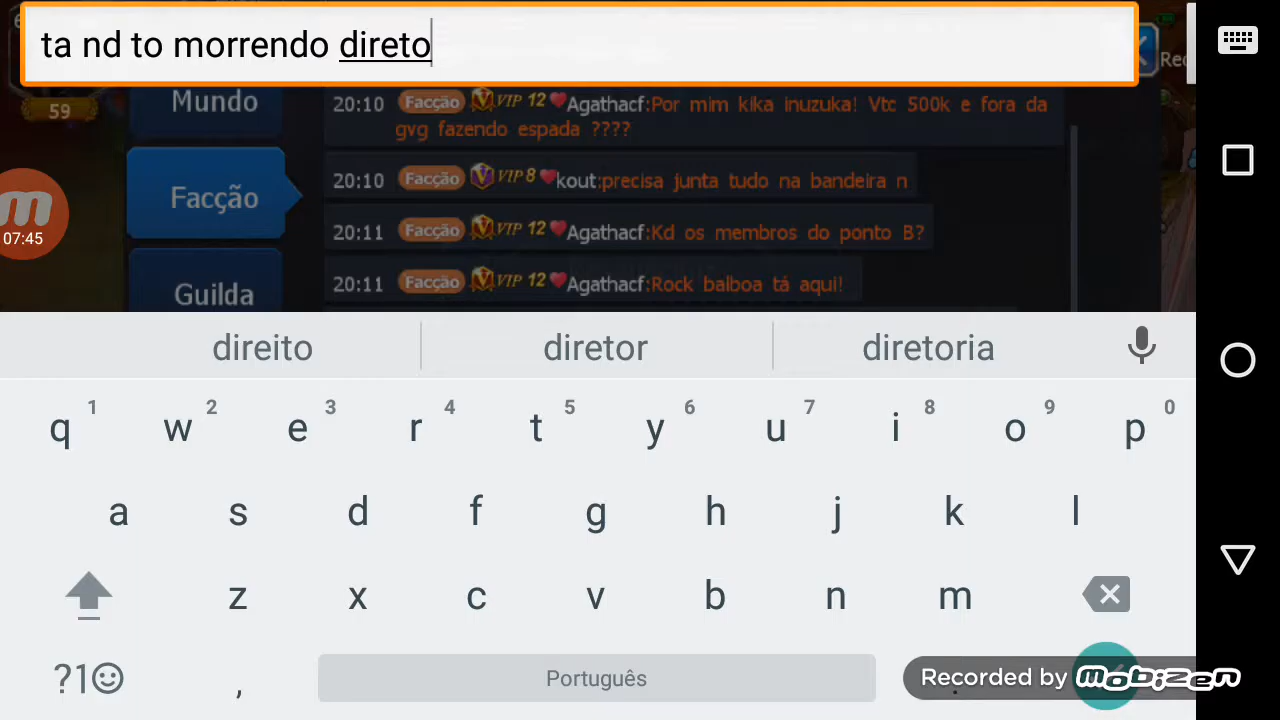 ta nd to morrendo direto
Rec
59
Mundo
20:10 Facção VIP 12 Agathacf:Por mim kika inuzuka! Vtc 500k e fora da
gvg fazendo espada ????
Facção
20:10 Facção VIP 8 kout:precisa junta tudo na bandeira n
07:45
20:11 Facção VIP 12 Agathacf:Kd os membros do ponto B?
Guilda
20:11 Facção VIP 12 Agathacf:Rock balboa tá aqui!
direito diretor diretoria
1 2 3 4 5 6 7 8 9 0
q w e r t y u i o p
a s d f g h j k l
z x c v b n m
?1 , Português .
Recorded by mobizen